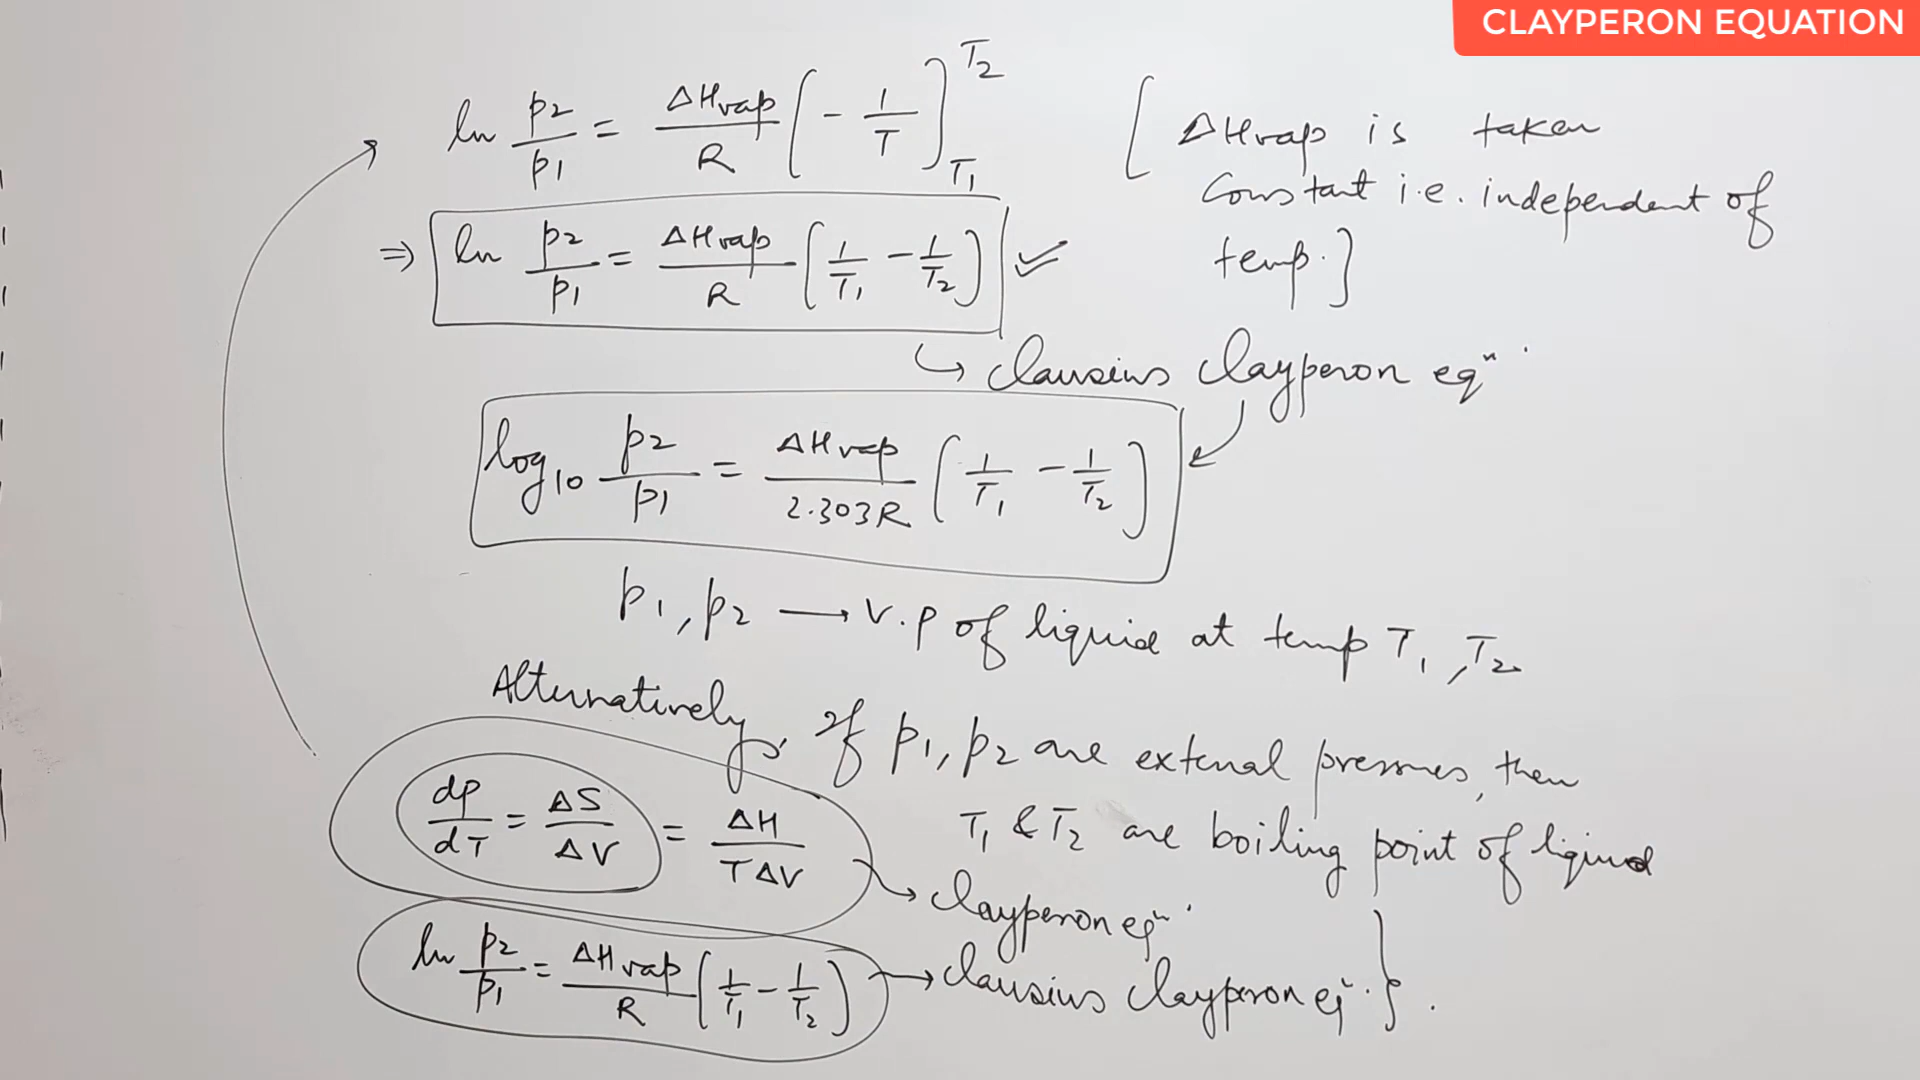 CLAYPERON EQUATION
ln p2/p1 = ΔHvap/R [-1/T]T1^T2 [ΔHvap is taken
constant i.e. independent of
temp.]
⇒ ln p2/p1 = ΔHvap/R (1/T1 - 1/T2) ✓
↳ Clausius Clayperon eqn.
log10 p2/p1 = ΔHvap/2.303R (1/T1 - 1/T2)
p1, p2 → V.P of liquid at temp T1, T2
Alternatively, if p1, p2 are external pressures, then
T1 & T2 are boiling point of liquid
dp/dT = ΔS/ΔV = ΔH/TΔV → Clayperon eqn.
ln p2/p1 = ΔHvap/R (1/T1 - 1/T2) → Clausius Clayperon eqn. }.